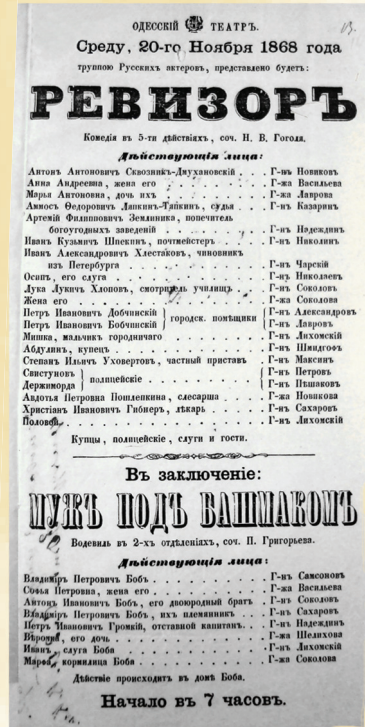 13.
ОДЕССКІЙ ТЕАТРЪ.
Среду, 20-го Ноября 1868 года
труппою Русскихъ актеровъ, представлено будетъ:
РЕВИЗОРЪ
Комедія въ 5-ти дѣйствіяхъ, соч. Н. В. Гоголя.
Дѣйствующія лица:
Антонъ Антоновичъ Сквозникъ-Дмухановскій . . . Г-нъ Новиковъ
Анна Андреевна, жена его . . . Г-жа Васильева
Марья Антоновна, дочь ихъ . . . Г-жа Лаврова
Аммосъ Ѳедоровичъ Ляпкинъ-Тяпкинъ, судья . . . Г-нъ Казаринъ
Артемій Филипповичъ Земляника, попечитель
богоугодныхъ заведеній . . . Г-нъ Надеждинъ
Иванъ Кузьмичъ Шпекинъ, почтмейстеръ . . . Г-нъ Николинъ
Иванъ Александровичъ Хлестаковъ, чиновникъ
изъ Петербурга . . . Г-нъ Чарскій
Осипъ, его слуга . . . Г-нъ Николаевъ
Лука Лукичъ Хлоповъ, смотритель училищъ . . . Г-нъ Соколовъ
Жена его . . . Г-жа Соколова
Петръ Ивановичъ Добчинскій } городск. помѣщики { Г-нъ Александровъ
Петръ Ивановичъ Бобчинскій } { Г-нъ Лавровъ
Мишка, мальчикъ городничаго . . . Г-нъ Лихомскій
Абдулинъ, купецъ . . . Г-нъ Шмидгофъ
Степанъ Ильичъ Уховертовъ, частный приставъ . Г-нъ Максинъ
Свистуновъ } полицейскіе . . . { Г-нъ Петровъ
Держиморда } { Г-нъ Пѣшаковъ
Авдотья Петровна Пошлепкина, слесарша . . . Г-жа Новикова
Христіанъ Ивановичъ Гибнеръ, лѣкарь . . . Г-нъ Сахаровъ
Половой . . . Г-нъ Лихомскій
Купцы, полицейскіе, слуги и гости.
Въ заключеніе:
МУЖЪ ПОДЪ БАШМАКОМЪ
Водевиль въ 2-хъ отдѣленіяхъ, соч. П. Григорьева.
Дѣйствующія лица:
Владиміръ Петровичъ Бобъ . . . Г-нъ Самсоновъ
Софья Петровна, жена его . . . Г-жа Васильева
Антонъ Ивановичъ Бобъ, его двоюродный братъ . Г-нъ Соколовъ
Владиміръ Петровичъ Бобъ, ихъ племянникъ . . . Г-нъ Сахаровъ
Петръ Ивановичъ Громкій, отставной капитанъ. . . Г-нъ Надеждинъ
его дочь . . . Г-жа Шелихова
Иванъ, слуга Боба . . . Г-нъ Лихомскій
Марфа, кормилица Боба . . . Г-жа Соколова
Дѣйствіе происходитъ въ домѣ Боба.
Начало въ 7 часовъ.